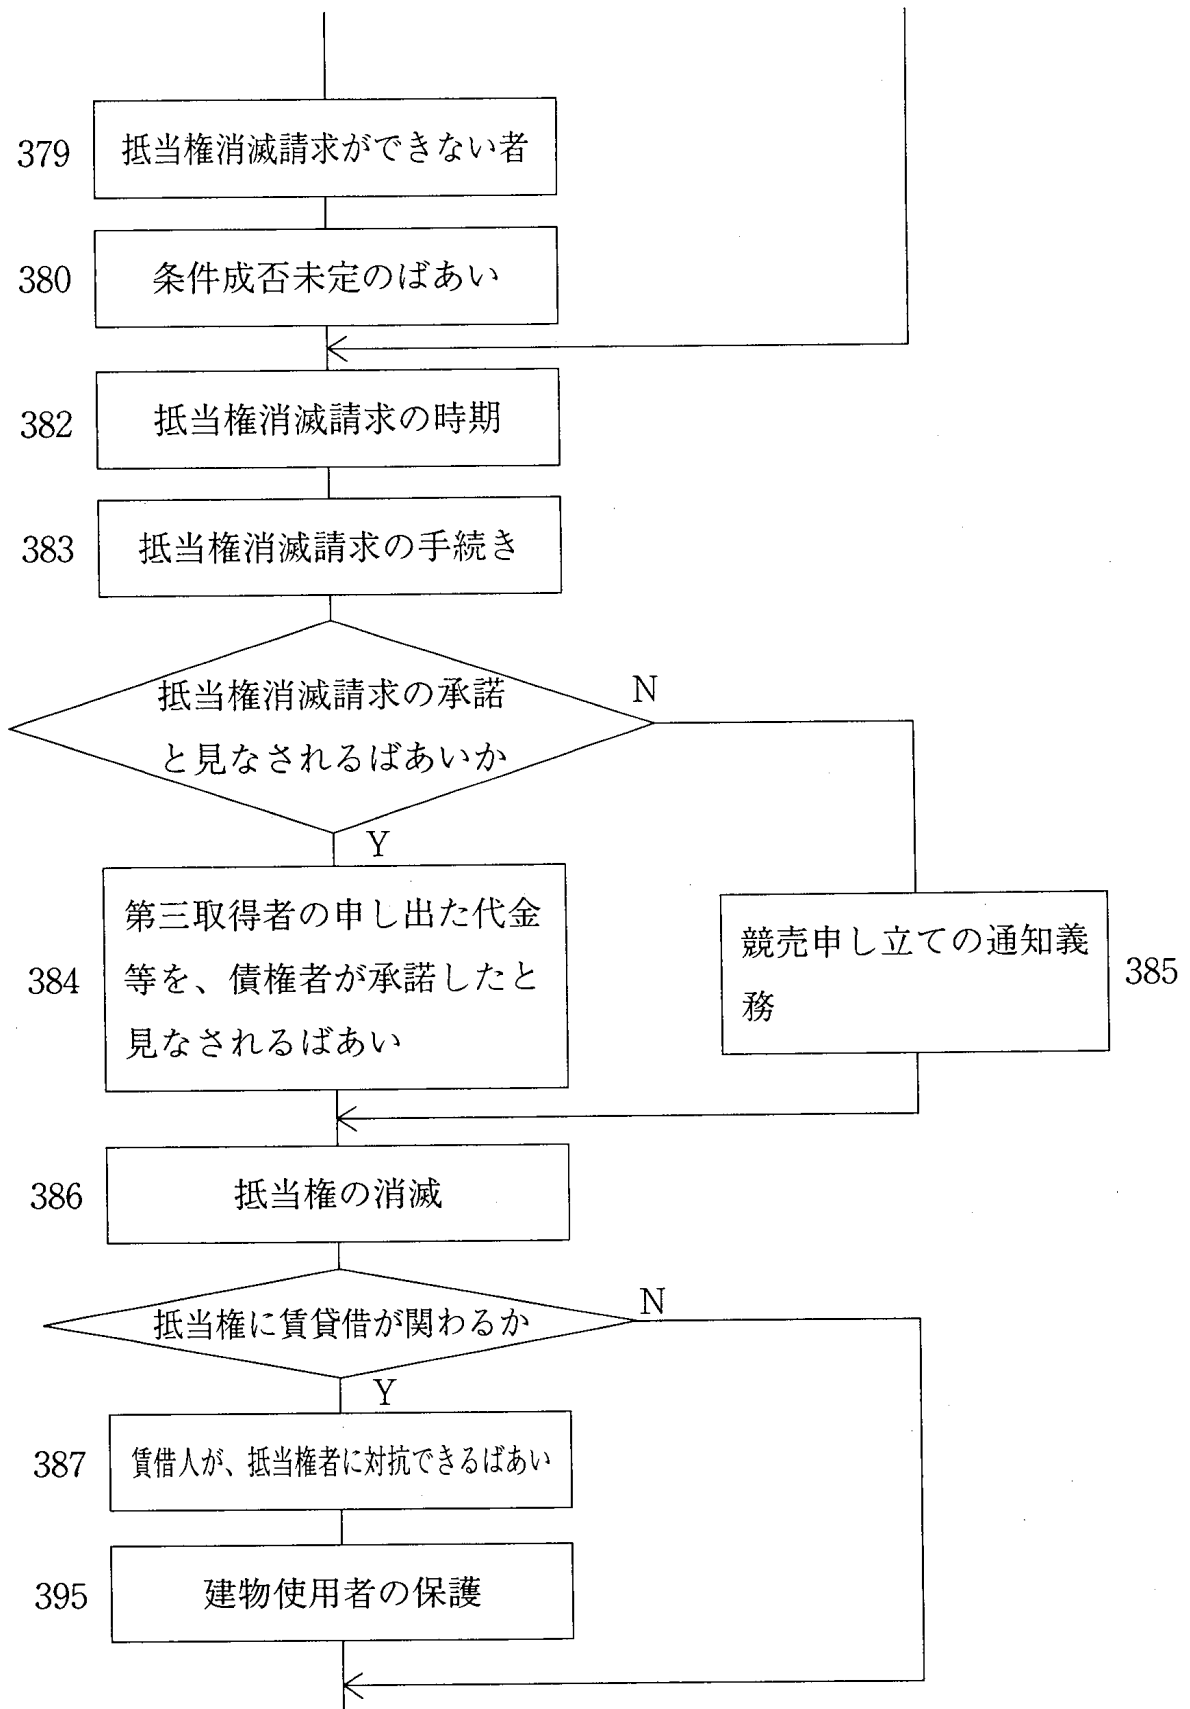 379
抵当権消滅請求ができない者
380
条件成否未定のばあい
382
抵当権消滅請求の時期
383
抵当権消滅請求の手続き
抵当権消滅請求の承諾
と見なされるばあいか
N
Y
384
第三取得者の申し出た代金
等を、債権者が承諾したと
見なされるばあい
競売申し立ての通知義
務
385
386
抵当権の消滅
抵当権に賃貸借が関わるか
N
Y
387
賃借人が、抵当権者に対抗できるばあい
395
建物使用者の保護